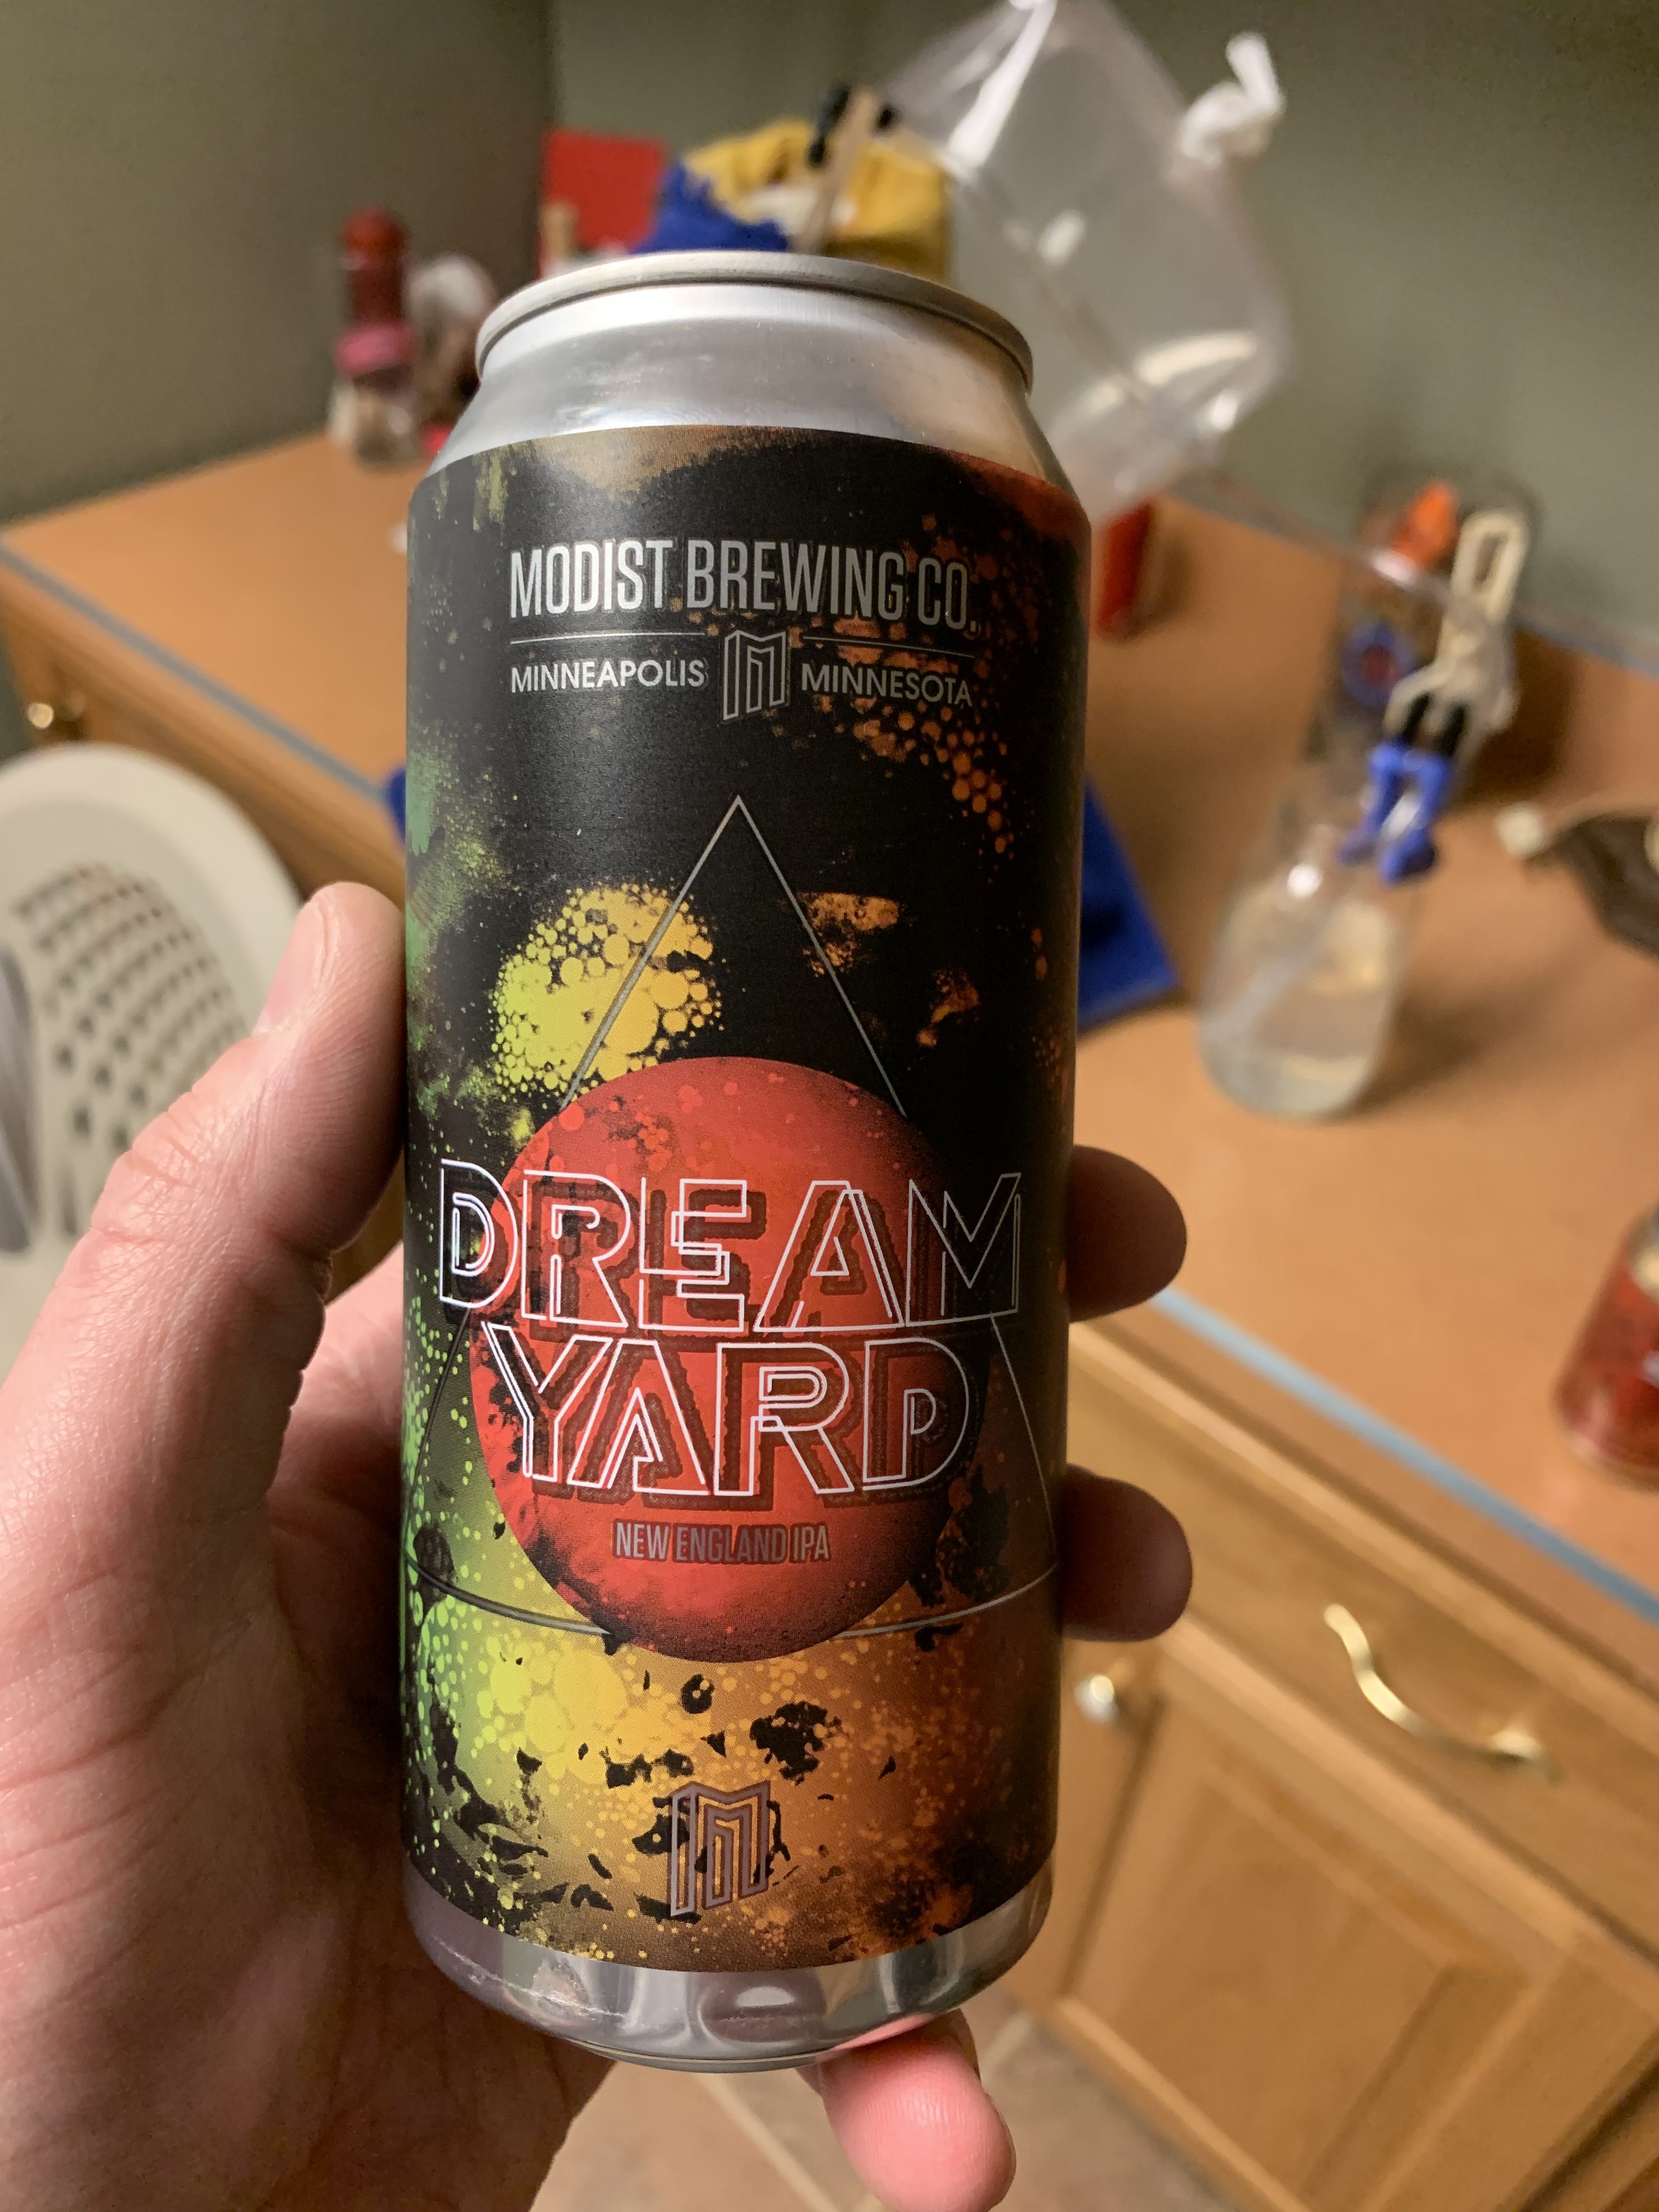 MODIST BREWING CO.
MINNEAPOLIS M MINNESOTA
DREAM
YARD
NEW ENGLAND IPA
M